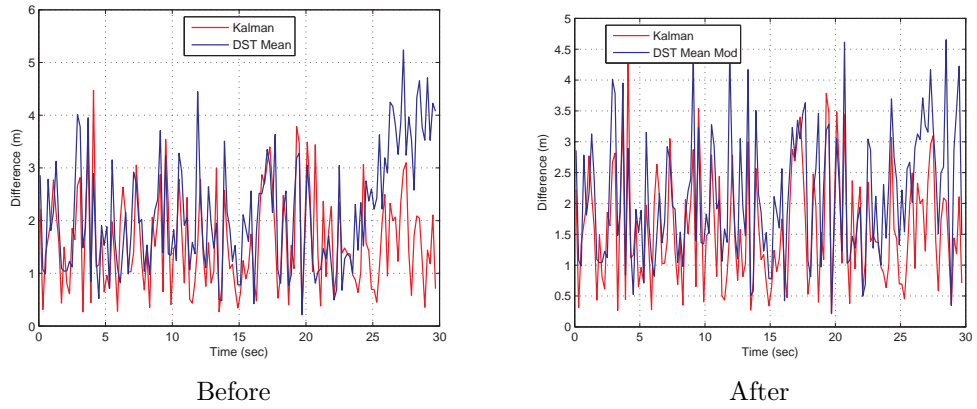 6
5
4
3
2
1
0
Difference (m)
Kalman
DST Mean
0 5 10 15 20 25 30
Time (sec)
Before
5
4.5
4
3.5
3
2.5
2
1.5
1
0.5
0
Difference (m)
Kalman
DST Mean Mod
0 5 10 15 20 25 30
Time (sec)
After